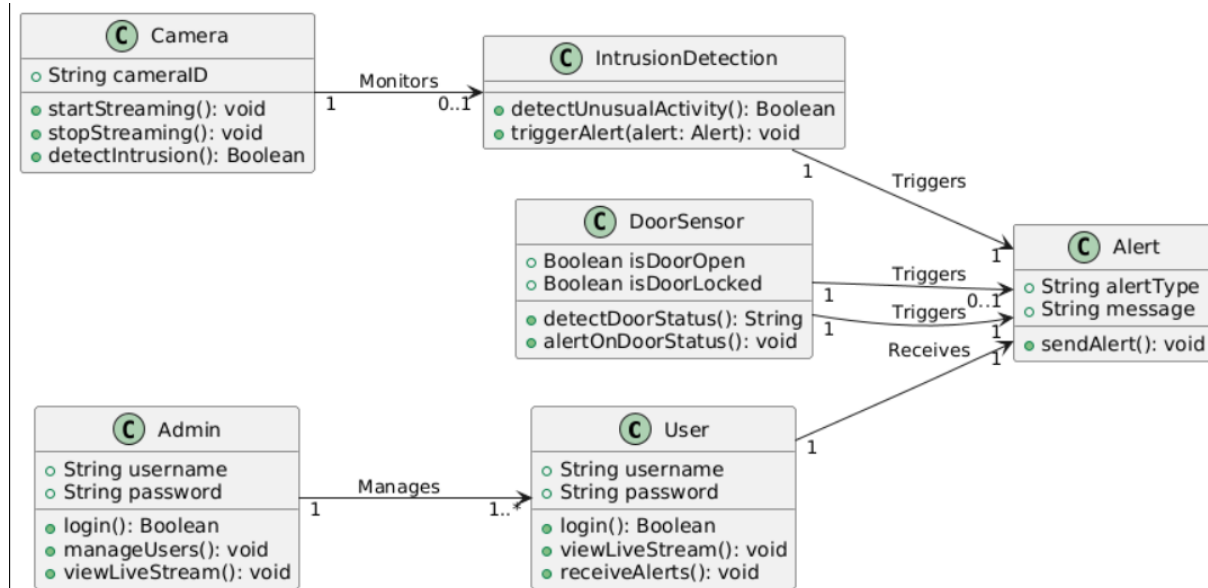 C Camera
String cameraID
startStreaming(): void
stopStreaming(): void
detectIntrusion(): Boolean
Monitors
1
0..1
C IntrusionDetection
detectUnusualActivity(): Boolean
triggerAlert(alert: Alert): void
1
Triggers
1
C DoorSensor
Boolean isDoorOpen
Boolean isDoorLocked
detectDoorStatus(): String
alertOnDoorStatus(): void
Triggers
1
0..1
Triggers
1
1
C Alert
String alertType
String message
sendAlert(): void
Receives
1
1
C Admin
String username
String password
login(): Boolean
manageUsers(): void
viewLiveStream(): void
Manages
1
1..*
C User
String username
String password
login(): Boolean
viewLiveStream(): void
receiveAlerts(): void